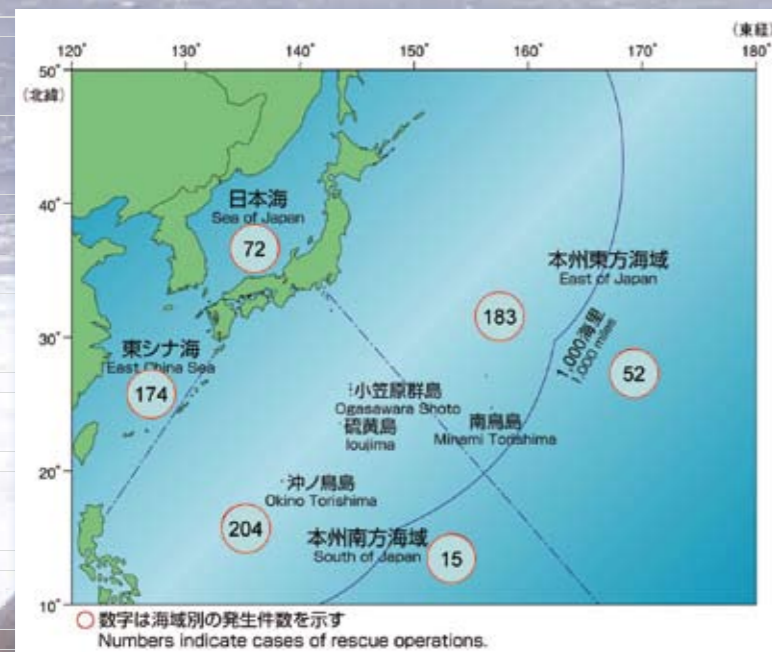 (東経)
120° 130° 140° 150° 160° 170° 180°
50°
(北緯)
日本海
Sea of Japan
72
40°
本州東方海域
East of Japan
183
30°
1,000海里
1,000 miles
東シナ海
East China Sea
174
52
小笠原群島
Ogasawara Shoto
硫黄島
Ioujima
南鳥島
Minami Torishima
20°
沖ノ鳥島
Okino Torishima
204
本州南方海域
South of Japan
15
10°
数字は海域別の発生件数を示す
Numbers indicate cases of rescue operations.